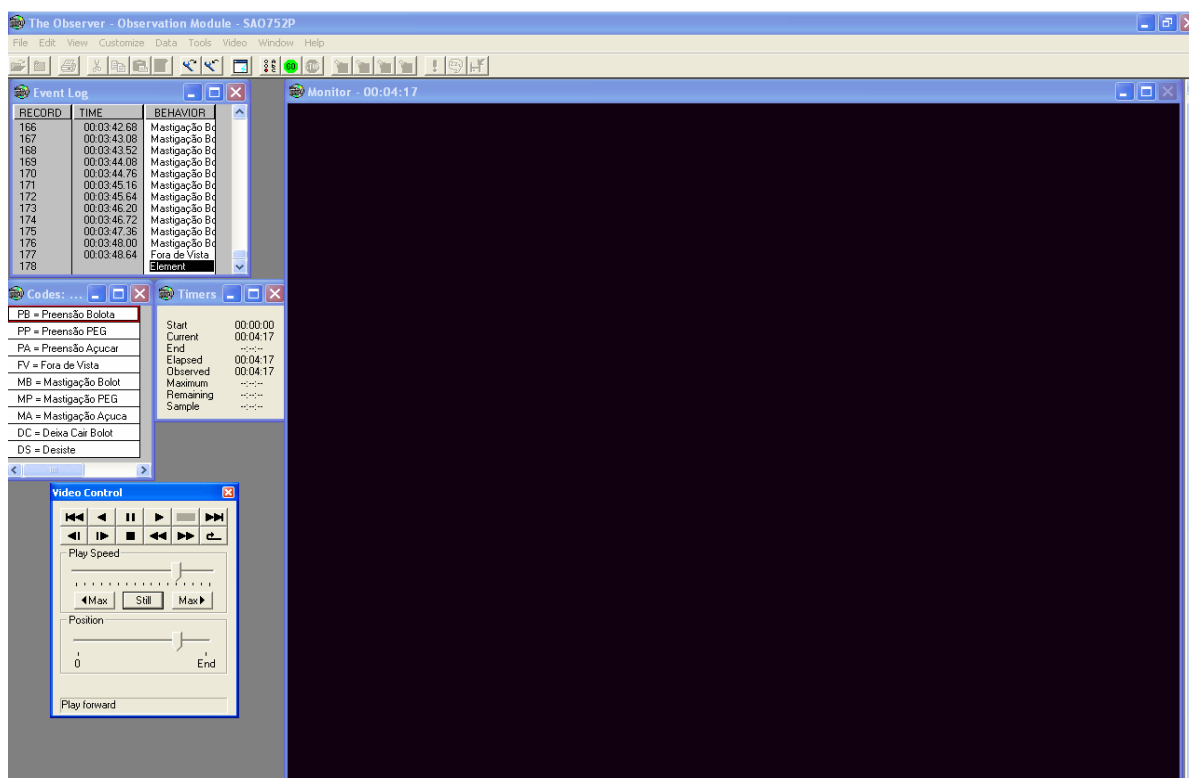 The Observer - Observation Module - SAO752P
File Edit View Customize Data Tools Video Window Help
Event Log
RECORD TIME BEHAVIOR
166 00:03:42.68 Mastigação Bo
167 00:03:43.08 Mastigação Bo
168 00:03:43.52 Mastigação Bo
169 00:03:44.08 Mastigação Bo
170 00:03:44.76 Mastigação Bo
171 00:03:45.16 Mastigação Bo
172 00:03:45.64 Mastigação Bo
173 00:03:46.20 Mastigação Bo
174 00:03:46.72 Mastigação Bo
175 00:03:47.36 Mastigação Bo
176 00:03:48.00 Mastigação Bo
177 00:03:48.64 Fora de Vista
178 Element
Monitor - 00:04:17
Codes: ...
PB = Preensão Bolota
PP = Preensão PEG
PA = Preensão Açucar
FV = Fora de Vista
MB = Mastigação Bolot
MP = Mastigação PEG
MA = Mastigação Açuca
DC = Deixa Cair Bolot
DS = Desiste
Timers
Start 00:00:00
Current 00:04:17
End --:--:--
Elapsed 00:04:17
Observed 00:04:17
Maximum --:--:--
Remaining --:--:--
Sample --:--:--
Video Control
Play Speed
Max Still Max
Position
0 End
Play forward